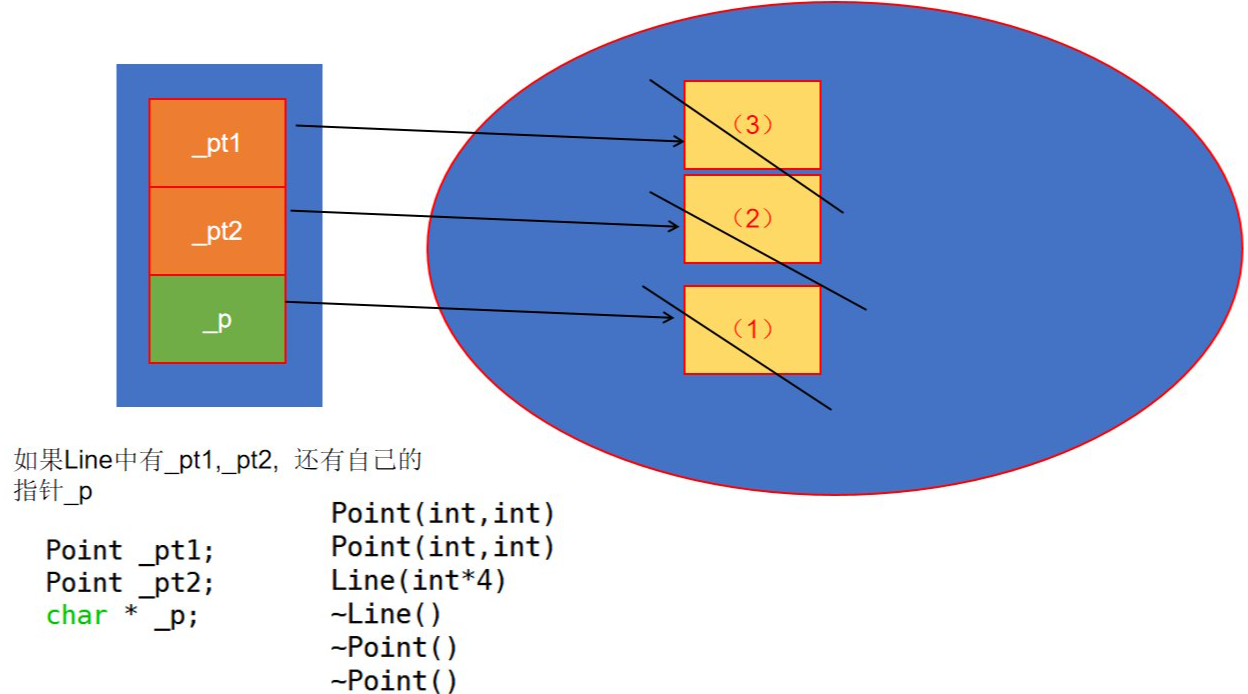 _pt1
_pt2
_p
（3）
（2）
（1）
如果Line中有_pt1,_pt2, 还有自己的
指针_p
Point _pt1;
Point _pt2;
char * _p;
Point(int,int)
Point(int,int)
Line(int*4)
~Line()
~Point()
~Point()